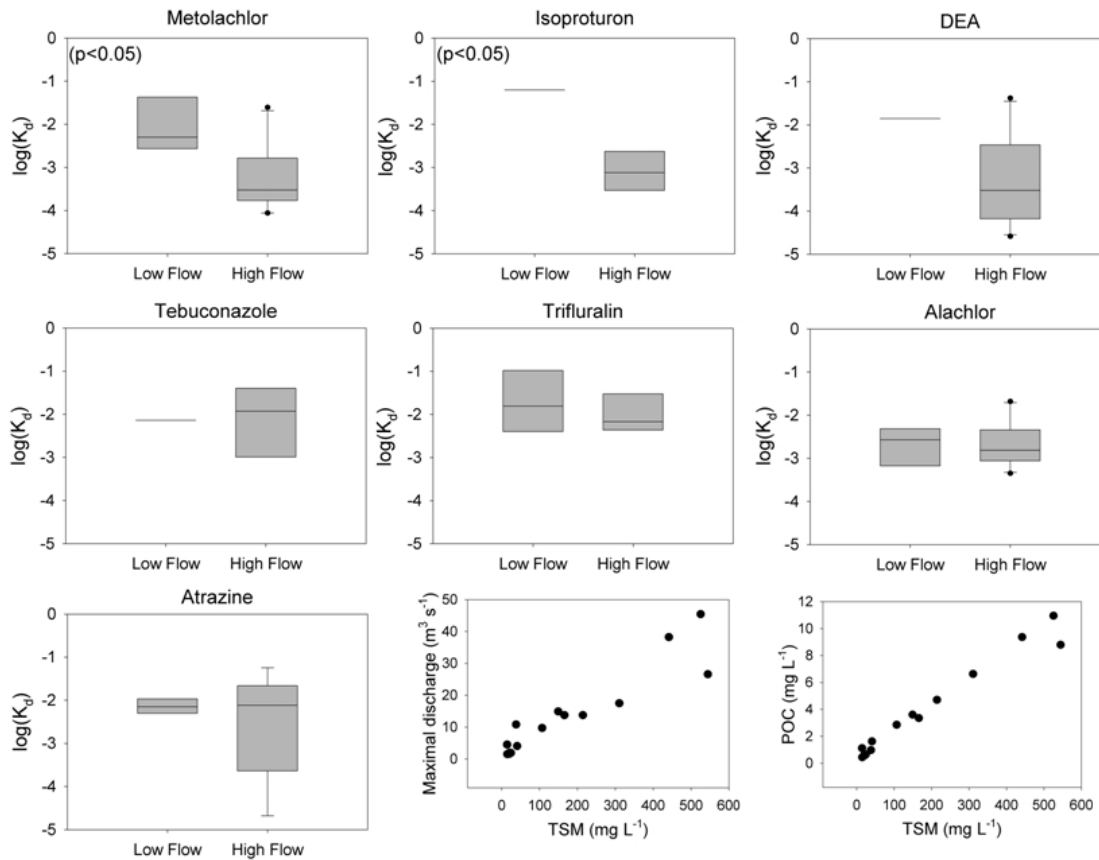 Metolachlor
0
(p<0.05)
-1
-2
-3
-4
-5
log(Kd)
Low Flow High Flow
Isoproturon
0
(p<0.05)
-1
-2
-3
-4
-5
log(Kd)
Low Flow High Flow
DEA
0
-1
-2
-3
-4
-5
log(Kd)
Low Flow High Flow
Tebuconazole
0
-1
-2
-3
-4
-5
log(Kd)
Low Flow High Flow
Trifluralin
0
-1
-2
-3
-4
-5
log(Kd)
Low Flow High Flow
Alachlor
0
-1
-2
-3
-4
-5
log(Kd)
Low Flow High Flow
Atrazine
0
-1
-2
-3
-4
-5
log(Kd)
Low Flow High Flow
50
40
30
20
10
0
Maximal discharge (m³ s⁻¹)
0 100 200 300 400 500 600
TSM (mg L⁻¹)
12
10
8
6
4
2
0
POC (mg L⁻¹)
0 100 200 300 400 500 600
TSM (mg L⁻¹)